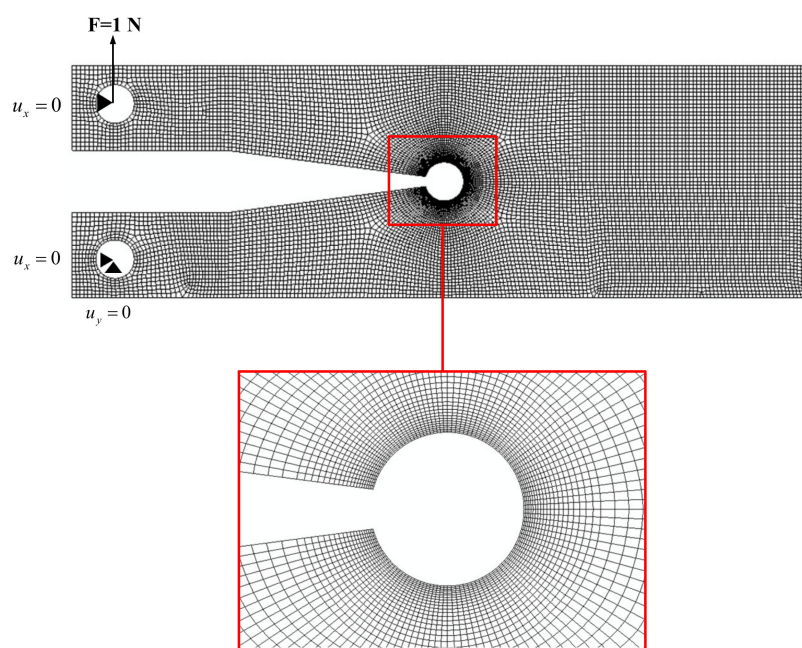 F=1 N
u_x = 0
u_x = 0
u_y = 0